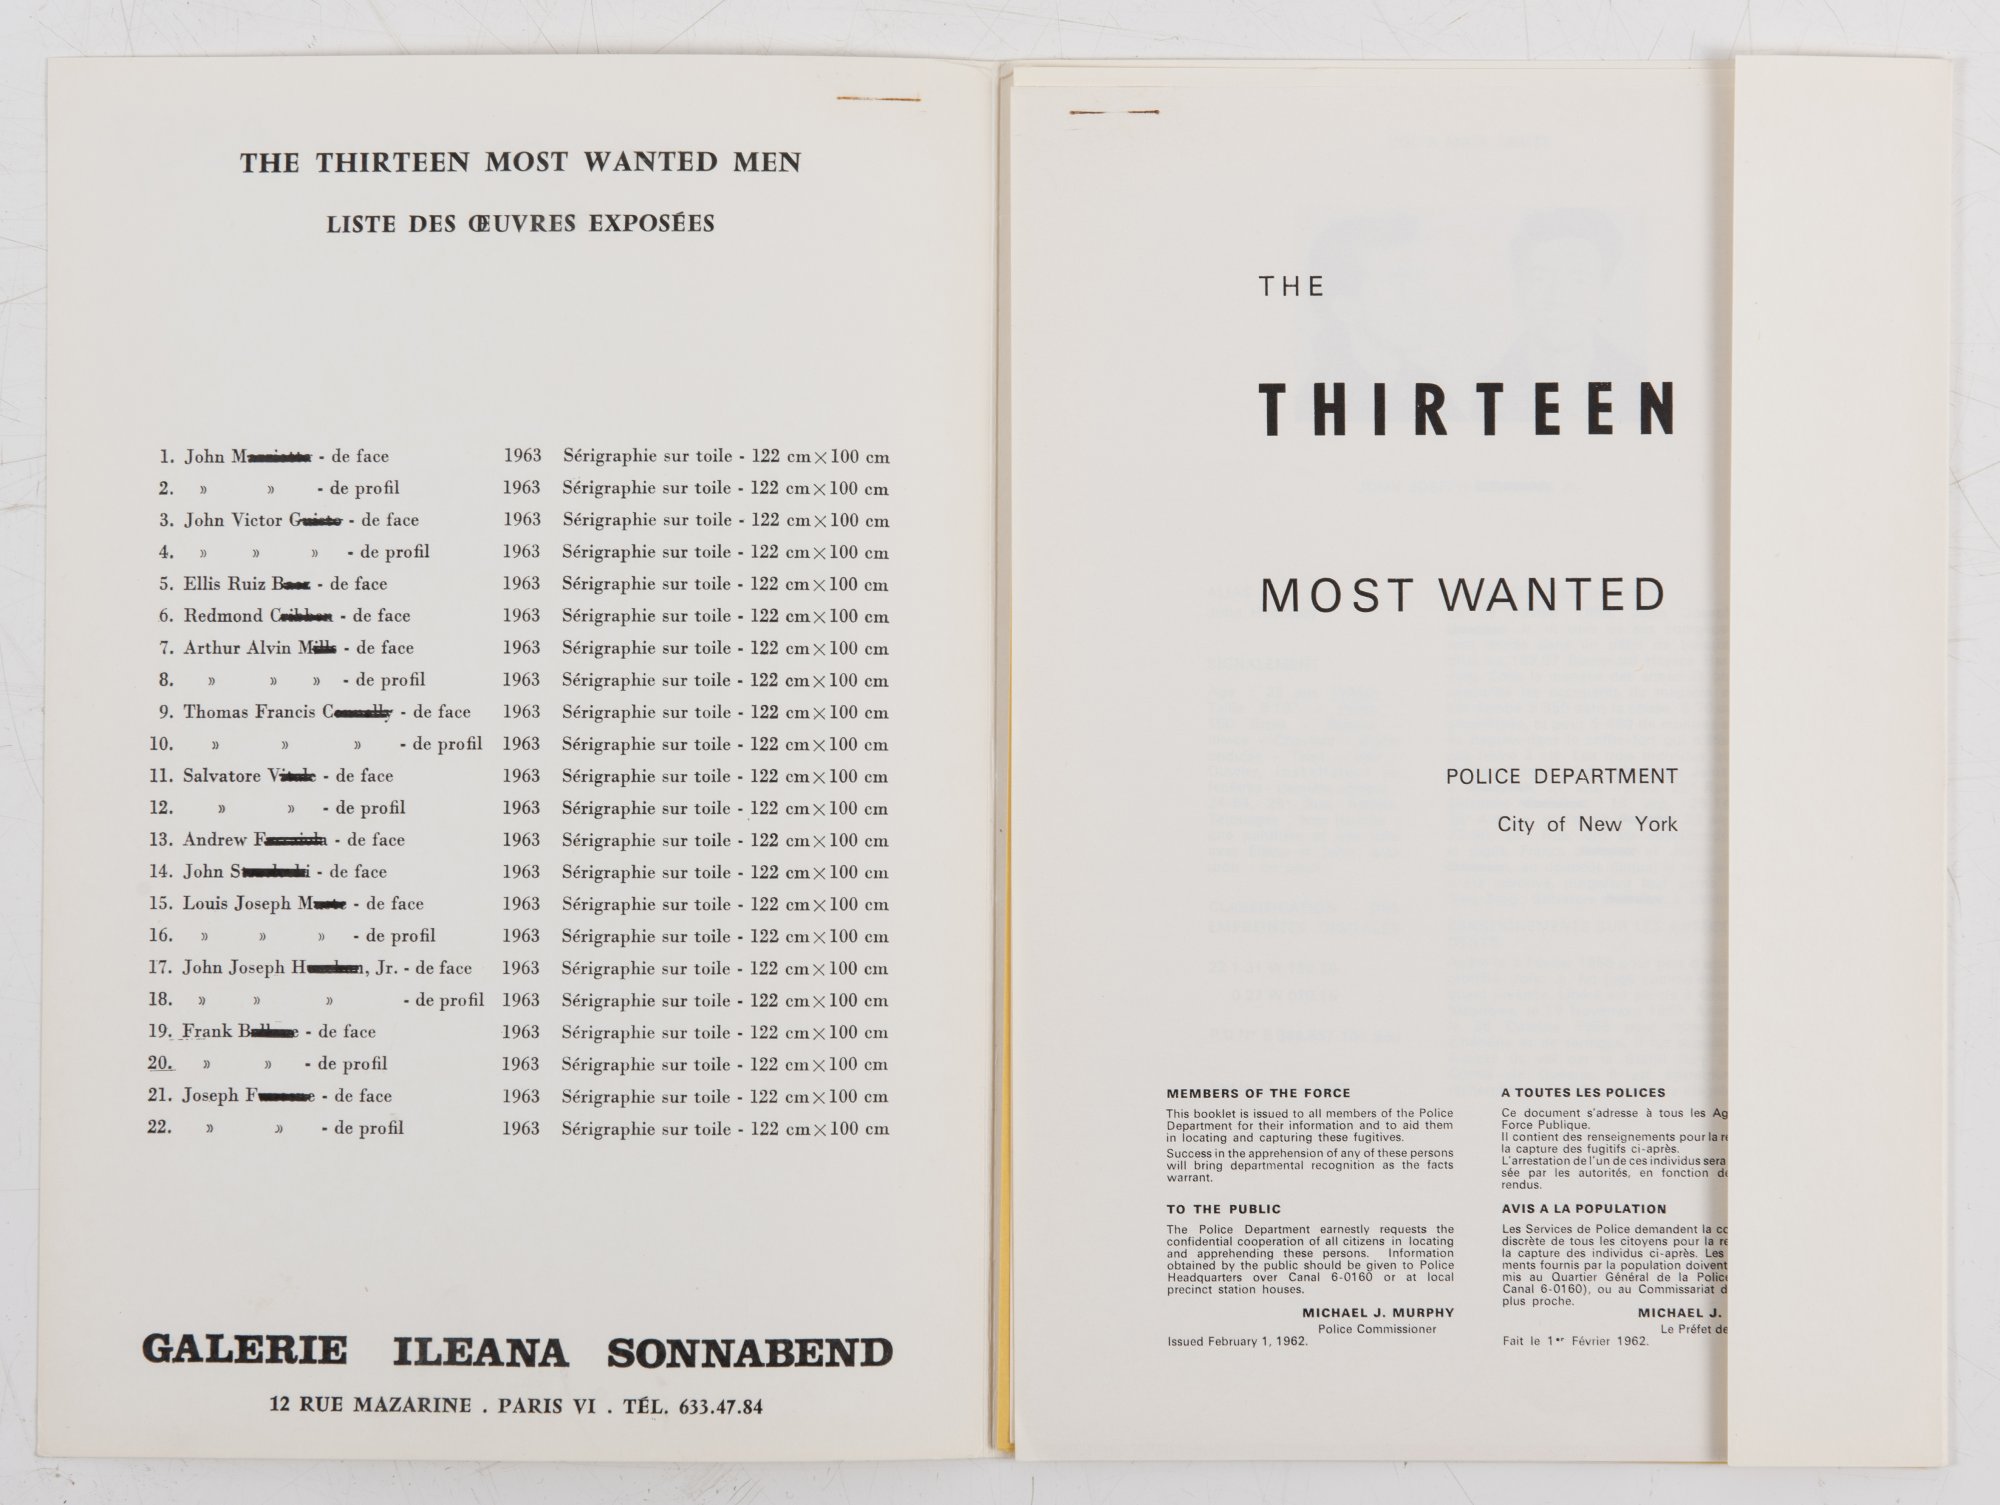 THE THIRTEEN MOST WANTED MEN
LISTE DES ŒUVRES EXPOSÉES
1. John M - de face 1963 Sérigraphie sur toile - 122 cm×100 cm
2. » » - de profil 1963 Sérigraphie sur toile - 122 cm×100 cm
3. John Victor G - de face 1963 Sérigraphie sur toile - 122 cm×100 cm
4. » » » - de profil 1963 Sérigraphie sur toile - 122 cm×100 cm
5. Ellis Ruiz B - de face 1963 Sérigraphie sur toile - 122 cm×100 cm
6. Redmond C - de face 1963 Sérigraphie sur toile - 122 cm×100 cm
7. Arthur Alvin M - de face 1963 Sérigraphie sur toile - 122 cm×100 cm
8. » » » - de profil 1963 Sérigraphie sur toile - 122 cm×100 cm
9. Thomas Francis C - de face 1963 Sérigraphie sur toile - 122 cm×100 cm
10. » » » - de profil 1963 Sérigraphie sur toile - 122 cm×100 cm
11. Salvatore V - de face 1963 Sérigraphie sur toile - 122 cm×100 cm
12. » » - de profil 1963 Sérigraphie sur toile - 122 cm×100 cm
13. Andrew F - de face 1963 Sérigraphie sur toile - 122 cm×100 cm
14. John S - de face 1963 Sérigraphie sur toile - 122 cm×100 cm
15. Louis Joseph M - de face 1963 Sérigraphie sur toile - 122 cm×100 cm
16. » » » - de profil 1963 Sérigraphie sur toile - 122 cm×100 cm
17. John Joseph H, Jr. - de face 1963 Sérigraphie sur toile - 122 cm×100 cm
18. » » » - de profil 1963 Sérigraphie sur toile - 122 cm×100 cm
19. Frank B - de face 1963 Sérigraphie sur toile - 122 cm×100 cm
20. » » - de profil 1963 Sérigraphie sur toile - 122 cm×100 cm
21. Joseph F - de face 1963 Sérigraphie sur toile - 122 cm×100 cm
22. » » - de profil 1963 Sérigraphie sur toile - 122 cm×100 cm
GALERIE ILEANA SONNABEND
12 RUE MAZARINE . PARIS VI . TÉL. 633.47.84
THE
THIRTEEN
MOST WANTED
POLICE DEPARTMENT
City of New York
MEMBERS OF THE FORCE
This booklet is issued to all members of the Police
Department for their information and to aid them
in locating and capturing these fugitives.
Success in the apprehension of any of these persons
will bring departmental recognition as the facts
warrant.
TO THE PUBLIC
The Police Department earnestly requests the
confidential cooperation of all citizens in locating
and apprehending these persons. Information
obtained by the public should be given to Police
Headquarters over Canal 6-0160 or at local
precinct station houses.
MICHAEL J. MURPHY
Police Commissioner
Issued February 1, 1962.
A TOUTES LES POLICES
Ce document s'adresse à tous les Ag
Force Publique.
Il contient des renseignements pour la re
la capture des fugitifs ci-après.
L'arrestation de l'un de ces individus sera
sée par les autorités, en fonction de
rendus.
AVIS A LA POPULATION
Les Services de Police demandent la co
discrète de tous les citoyens pour la re
la capture des individus ci-après. Les
ments fournis par la population doivent
mis au Quartier Général de la Police
Canal 6-0160), ou au Commissariat d
plus proche.
MICHAEL J.
Le Préfet de
Fait le 1er Février 1962.